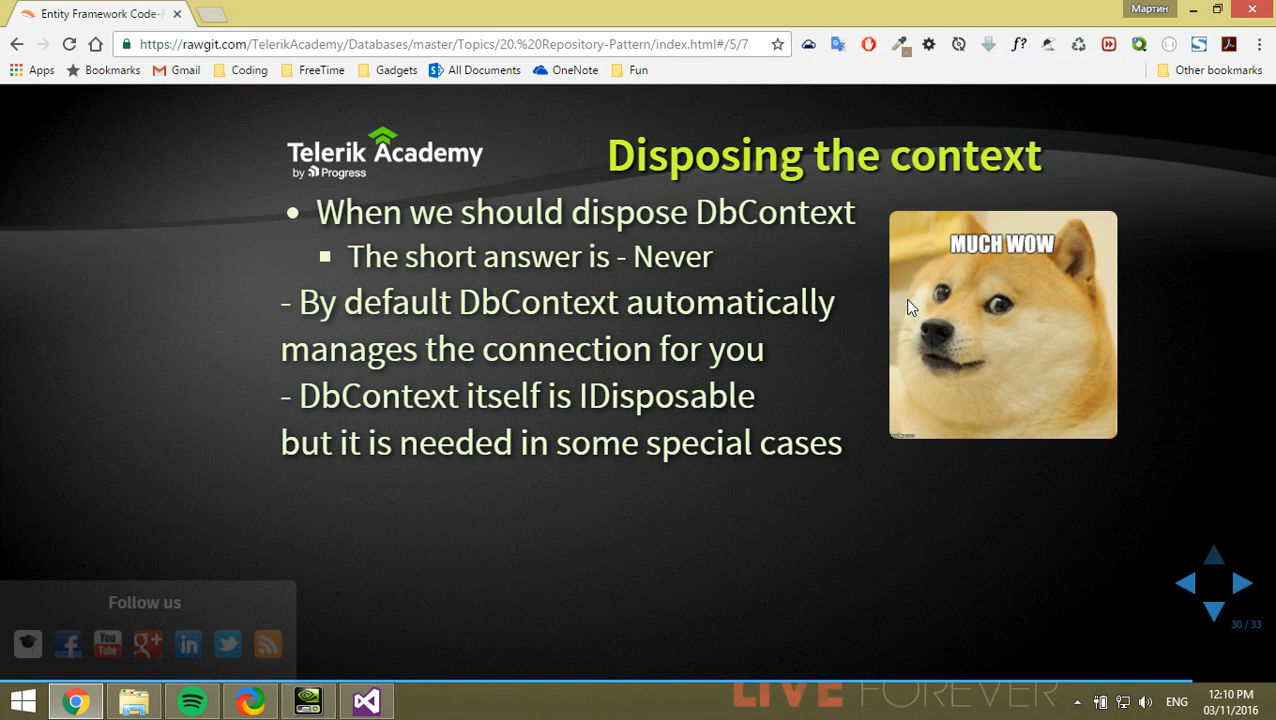 Entity Framework Code-F
Мартин
https://rawgit.com/TelerikAcademy/Databases/master/Topics/20.%20Repository-Pattern/index.html#/5/7
Apps
Bookmarks
Gmail
Coding
FreeTime
Gadgets
All Documents
OneNote
Fun
Other bookmarks
Telerik Academy
by Progress
Disposing the context
• When we should dispose DbContext
The short answer is - Never
- By default DbContext automatically
manages the connection for you
- DbContext itself is IDisposable
but it is needed in some special cases
MUCH WOW
Follow us
You
Tube
30 / 33
LIVE FOREVER
ENG
12:10 PM
03/11/2016